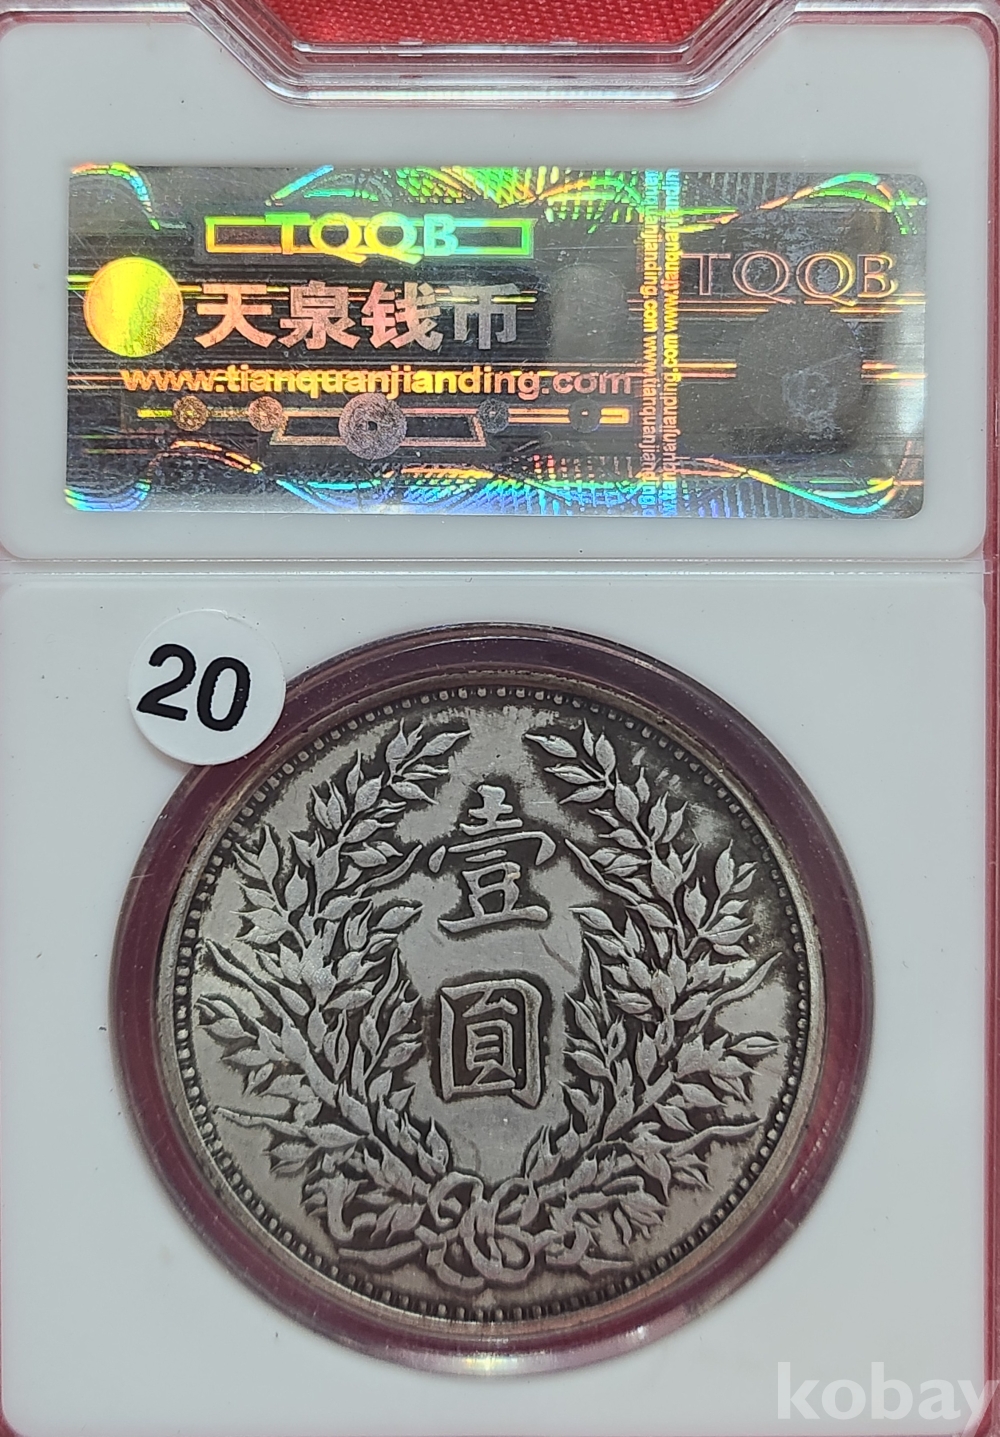 TQQB
天泉钱币
www.tianquanjianding.com
TQQB
20
壹
圓
kobay